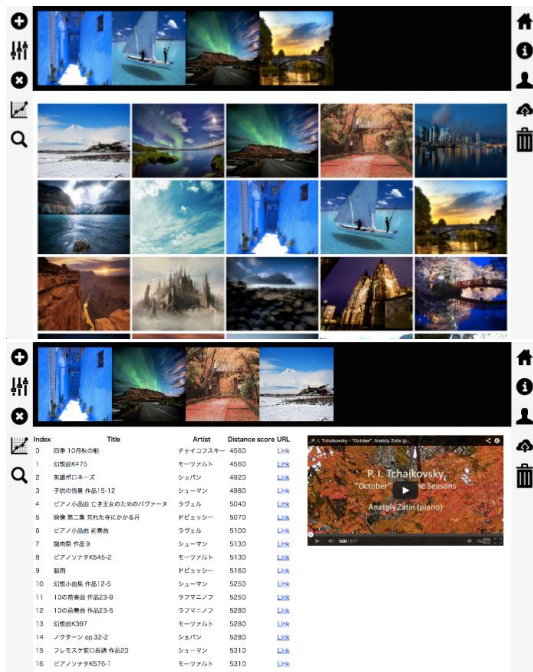 Index Title Artist Distance score URL
0 四季 10月秋の船 チャイコフスキー 4560 Link
1 幻想曲K475 モーツァルト 4560 Link
2 英雄ポロネーズ ショパン 4920 Link
3 子供の情景 作品15-12 シューマン 4980 Link
4 ピアノ小品曲 亡き王女のためのパヴァーヌ ラヴェル 5040 Link
5 映像 第二集 荒れた寺にかかる月 ドビュッシー 5070 Link
6 ピアノ小品曲 前奏曲 ラヴェル 5100 Link
7 謝肉祭 作品9 シューマン 5130 Link
8 ピアノソナタK545-2 モーツァルト 5130 Link
9 ドビュッシー 5160 Link
10 幻想小曲集 作品12-5 シューマン 5250 Link
11 10の前奏曲 作品23-8 ラフマニノフ 5250 Link
12 10の前奏曲 作品23-5 ラフマニノフ 5280 Link
13 幻想曲K397 モーツァルト 5280 Link
14 ノクターン op.32-2 ショパン 5280 Link
15 フレモスケ変ロ長調 作品20 シューマン 5310 Link
16 ピアノソナタK576-1 モーツァルト 5310 Link
P. I. Tchaikovsky - "October". Anatoly Zatin (p...
P. I. Tchaikovsky,
"October" the Seasons
Anatoly Zatin (piano)